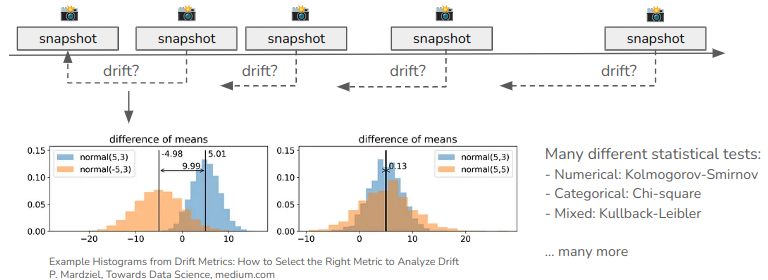 snapshot snapshot snapshot snapshot snapshot
drift? drift? drift? drift?
difference of means
0.15
0.10
0.05
0.00
normal(5,3)
normal(-5,3)
-4.98
5.01
9.99
−20 −10 0 10
difference of means
0.15
0.10
0.05
0.00
normal(5,3)
normal(5,5)
0.13
−10 0 10 20
Many different statistical tests:
- Numerical: Kolmogorov-Smirnov
- Categorical: Chi-square
- Mixed: Kullback-Leibler
... many more
Example Histograms from Drift Metrics: How to Select the Right Metric to Analyze Drift
P. Mardziel, Towards Data Science, medium.com